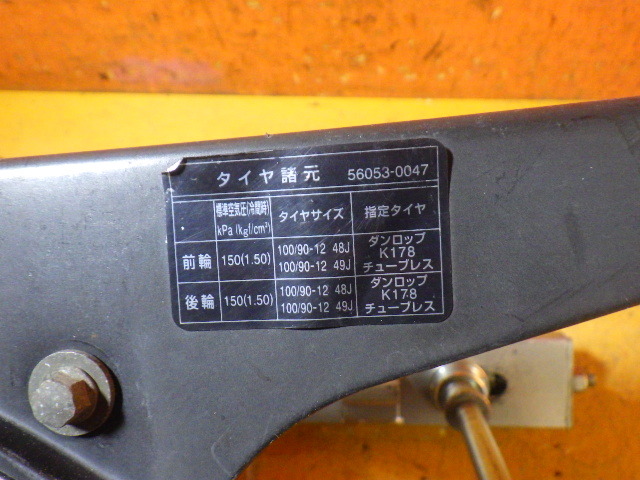 タイヤ諸元 56053-0047
標準空気圧(冷間時) タイヤサイズ 指定タイヤ
kPa (kgf/cm²)
前輪 150(1.50) 100/90-12 48J ダンロップ
100/90-12 49J K178
チューブレス
後輪 150(1.50) 100/90-12 48J ダンロップ
100/90-12 49J K178
チューブレス